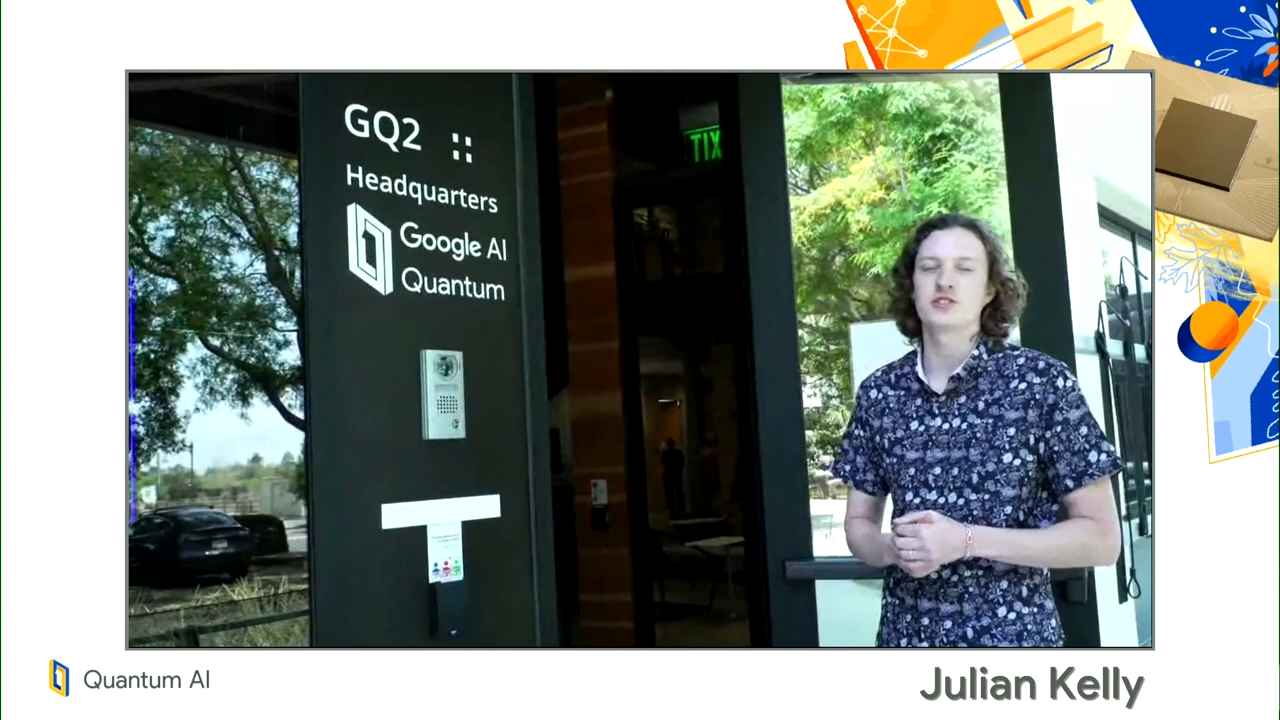 GQ2
Headquarters
Google AI
Quantum
EXIT
Quantum AI
Julian Kelly